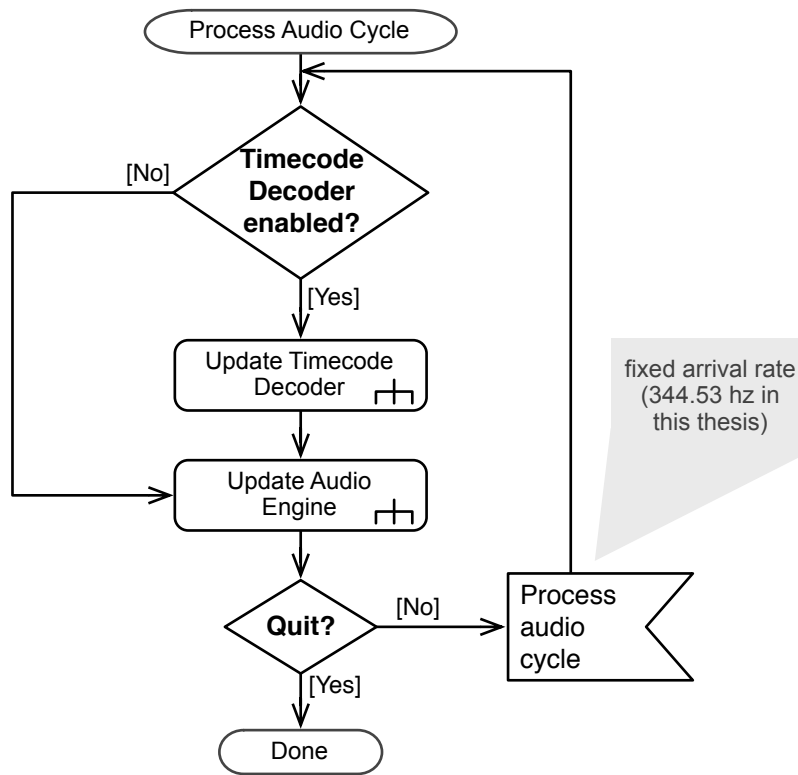 Process Audio Cycle
Timecode
Decoder
enabled?
[No]
[Yes]
Update Timecode
Decoder
fixed arrival rate
(344.53 hz in
this thesis)
Update Audio
Engine
Quit?
[No]
Process
audio
cycle
[Yes]
Done